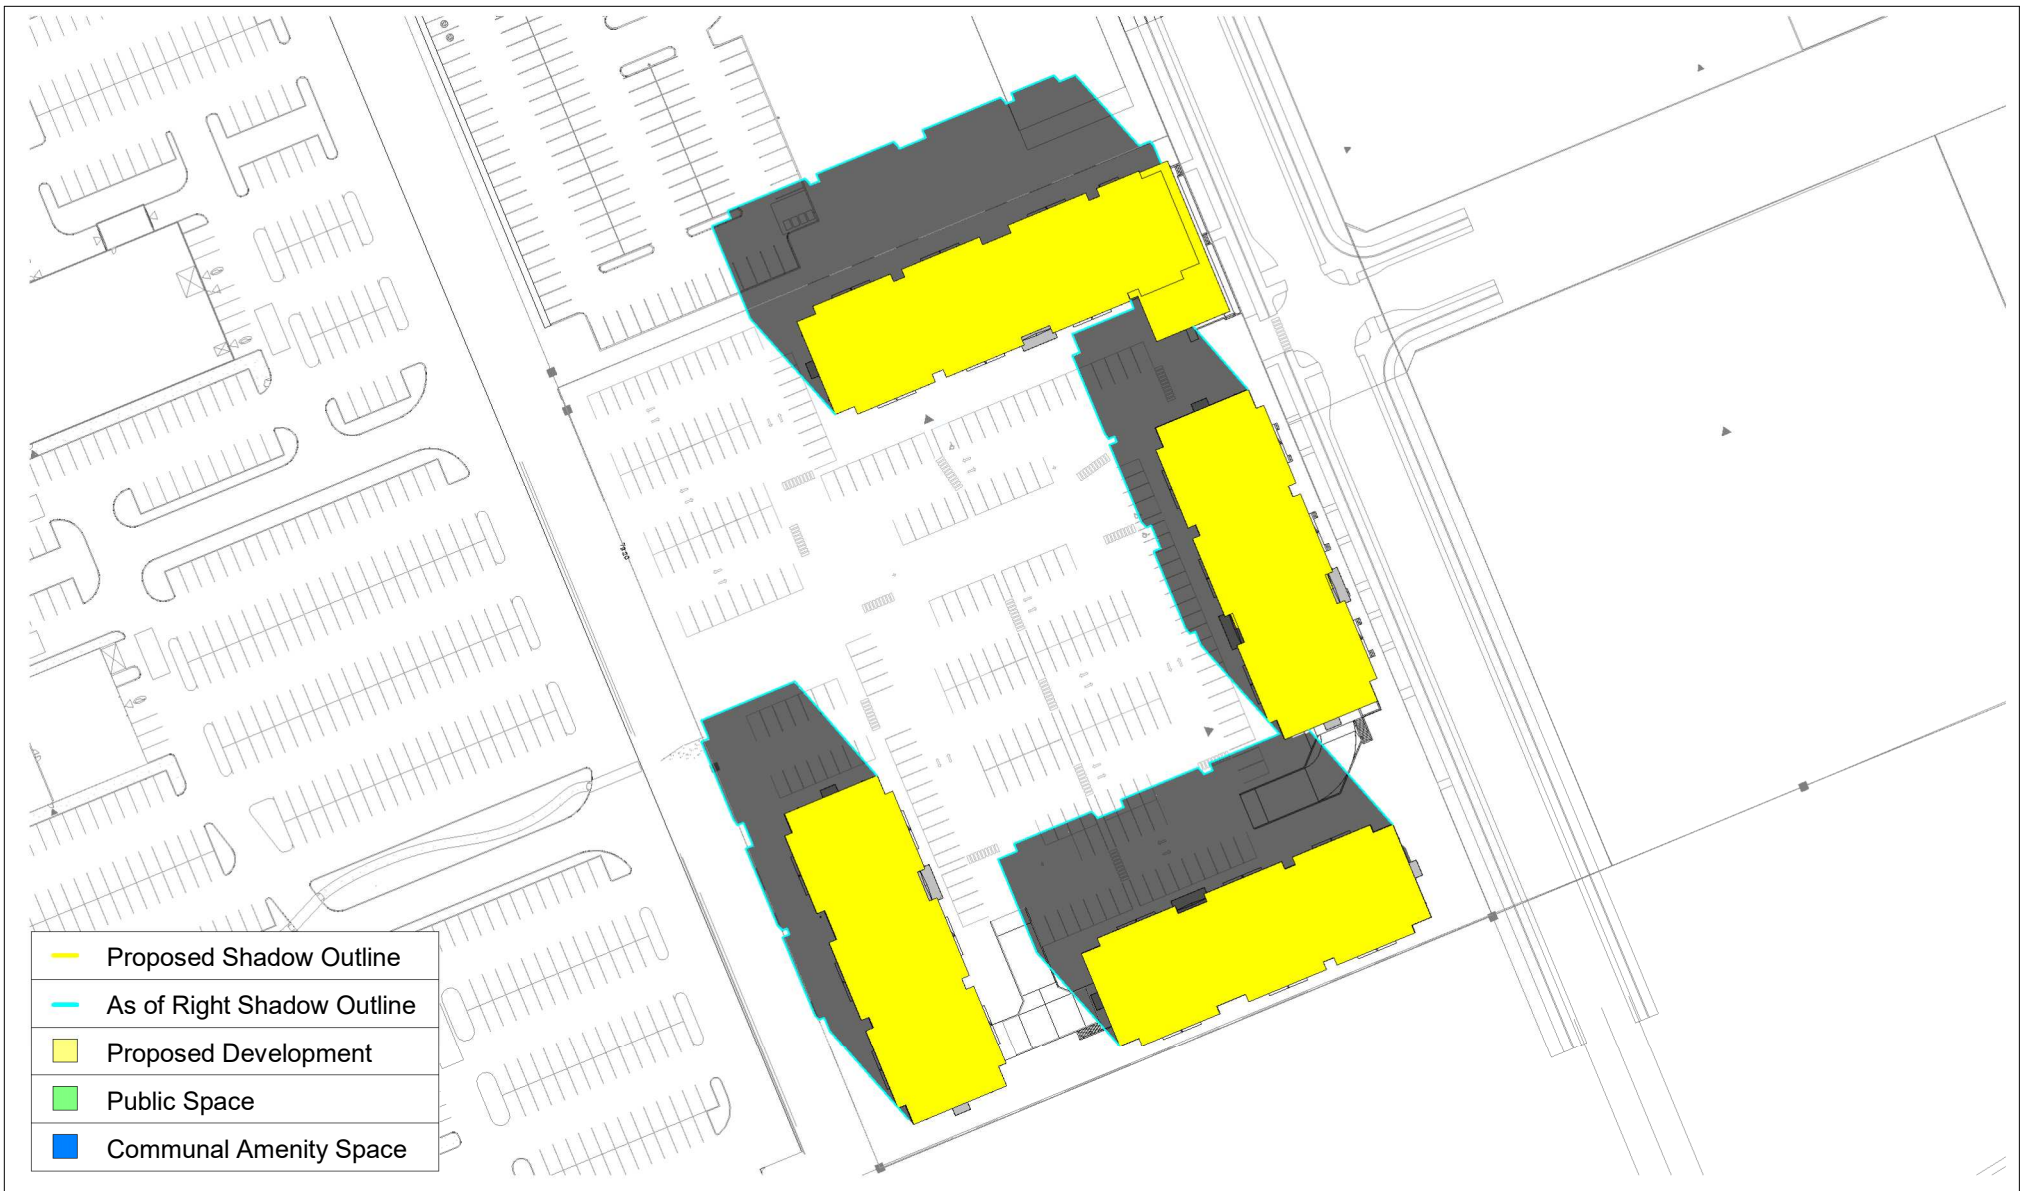 Proposed Shadow Outline
As of Right Shadow Outline
Proposed Development
Public Space
Communal Amenity Space